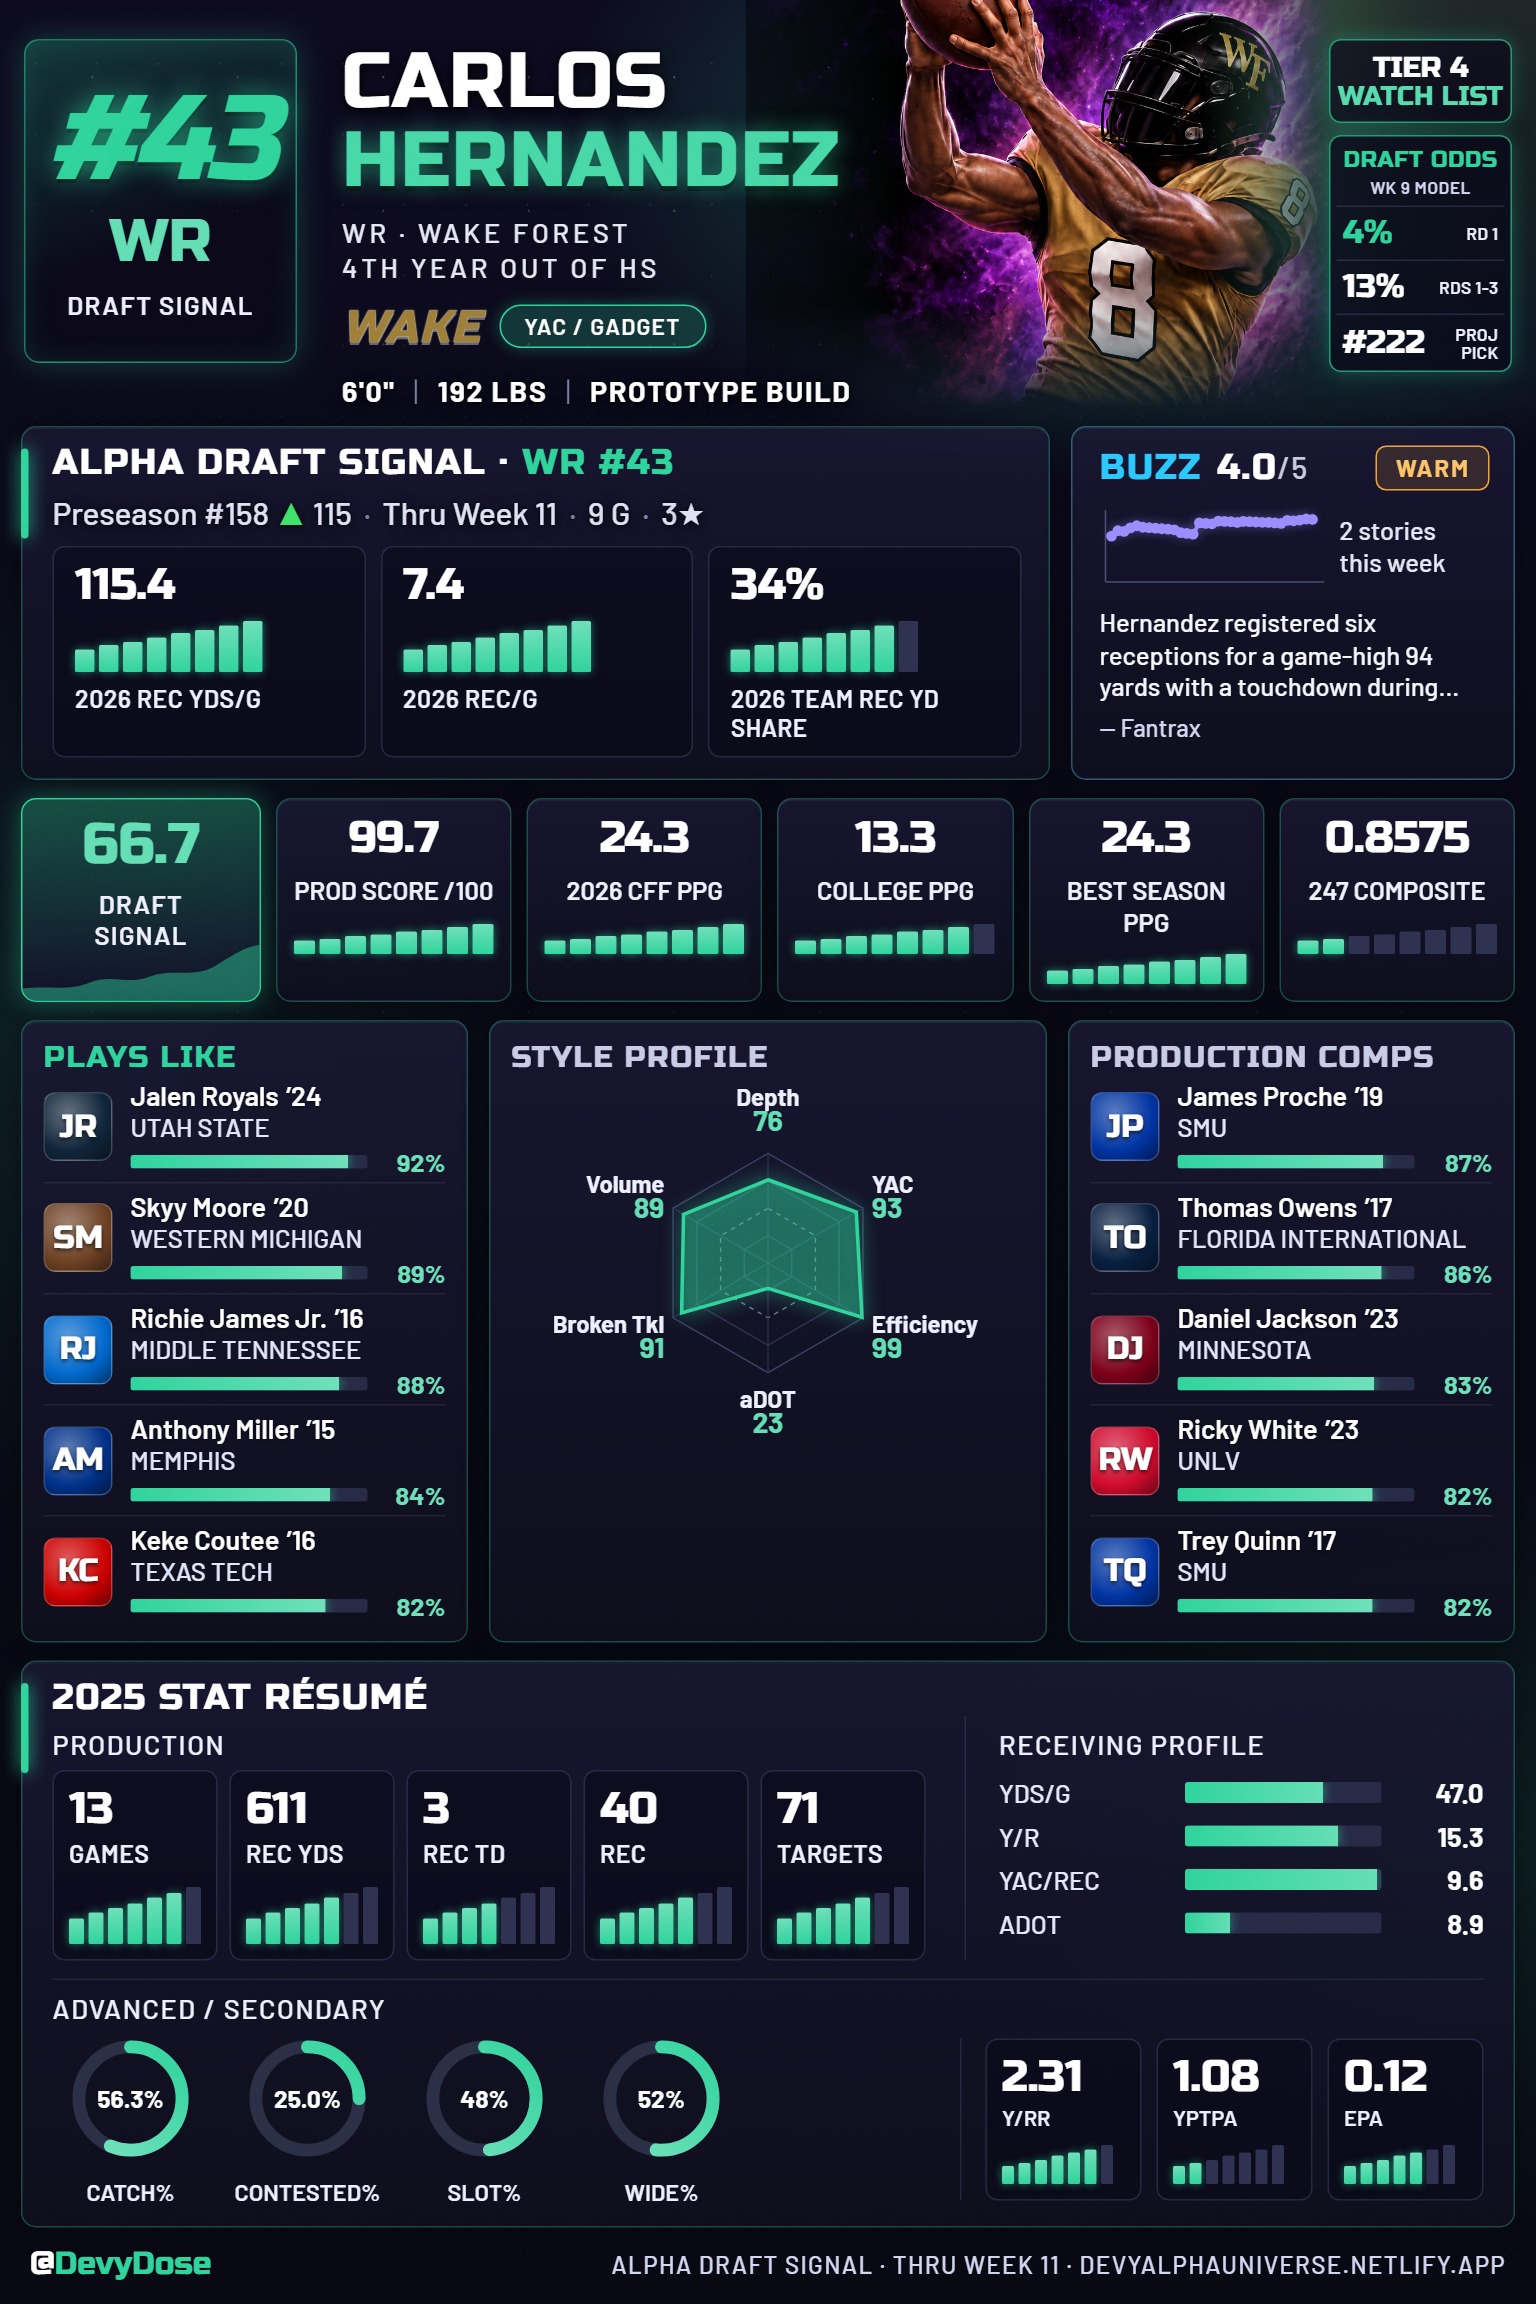 #43
WR
DRAFT SIGNAL
CARLOS
HERNANDEZ
WR · WAKE FOREST
4TH YEAR OUT OF HS
WAKE
YAC / GADGET
6'0" | 192 LBS | PROTOTYPE BUILD
WF
8
8
TIER 4
WATCH LIST
DRAFT ODDS
WK 9 MODEL
4% RD 1
13% RDS 1-3
#222 PROJ
PICK
ALPHA DRAFT SIGNAL · WR #43
Preseason #158 ▲ 115 · Thru Week 11 · 9 G · 3★
115.4
2026 REC YDS/G
7.4
2026 REC/G
34%
2026 TEAM REC YD
SHARE
BUZZ 4.0/5
WARM
2 stories
this week
Hernandez registered six
receptions for a game-high 94
yards with a touchdown during...
— Fantrax
66.7
DRAFT
SIGNAL
99.7
PROD SCORE /100
24.3
2026 CFF PPG
13.3
COLLEGE PPG
24.3
BEST SEASON
PPG
0.8575
247 COMPOSITE
PLAYS LIKE
JR
Jalen Royals ’24
UTAH STATE
92%
SM
Skyy Moore ’20
WESTERN MICHIGAN
89%
RJ
Richie James Jr. ’16
MIDDLE TENNESSEE
88%
AM
Anthony Miller ’15
MEMPHIS
84%
KC
Keke Coutee ’16
TEXAS TECH
82%
STYLE PROFILE
Depth
76
Volume
89
YAC
93
Broken Tkl
91
Efficiency
99
aDOT
23
PRODUCTION COMPS
JP
James Proche ’19
SMU
87%
TO
Thomas Owens ’17
FLORIDA INTERNATIONAL
86%
DJ
Daniel Jackson ’23
MINNESOTA
83%
RW
Ricky White ’23
UNLV
82%
TQ
Trey Quinn ’17
SMU
82%
2025 STAT RÉSUMÉ
PRODUCTION
13
GAMES
611
REC YDS
3
REC TD
40
REC
71
TARGETS
RECEIVING PROFILE
YDS/G 47.0
Y/R 15.3
YAC/REC 9.6
ADOT 8.9
ADVANCED / SECONDARY
56.3%
CATCH%
25.0%
CONTESTED%
48%
SLOT%
52%
WIDE%
2.31
Y/RR
1.08
YPTPA
0.12
EPA
@DevyDose
ALPHA DRAFT SIGNAL · THRU WEEK 11 · DEVYALPHAUNIVERSE.NETLIFY.APP